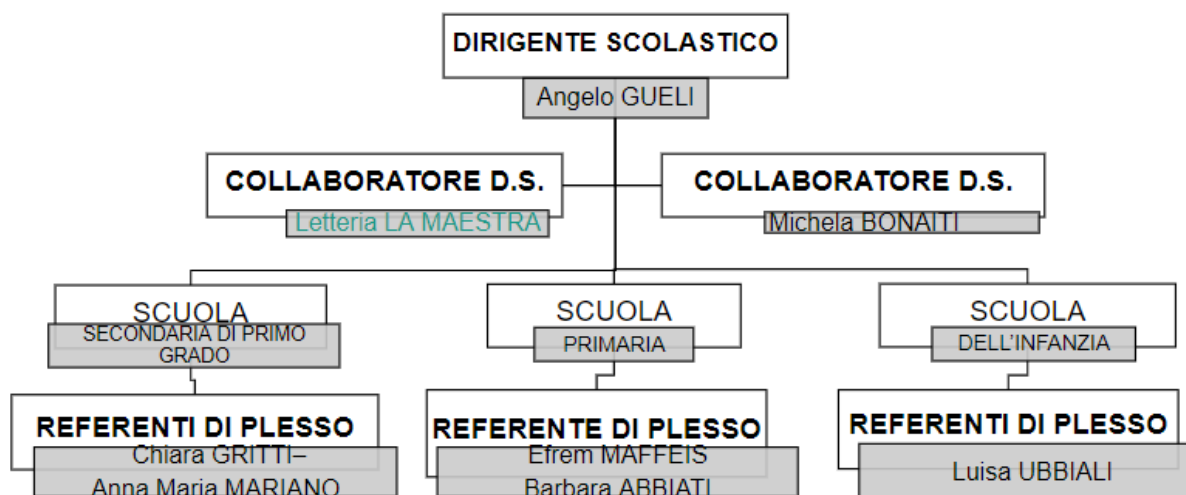 DIRIGENTE SCOLASTICO
Angelo GUELI
COLLABORATORE D.S.
Letteria LA MAESTRA
COLLABORATORE D.S.
Michela BONAITI
SCUOLA
SECONDARIA DI PRIMO
GRADO
SCUOLA
PRIMARIA
SCUOLA
DELL'INFANZIA
REFERENTI DI PLESSO
Chiara GRITTI–
Anna Maria MARIANO
REFERENTE DI PLESSO
Efrem MAFFEIS
Barbara ABBIATI
REFERENTI DI PLESSO
Luisa UBBIALI